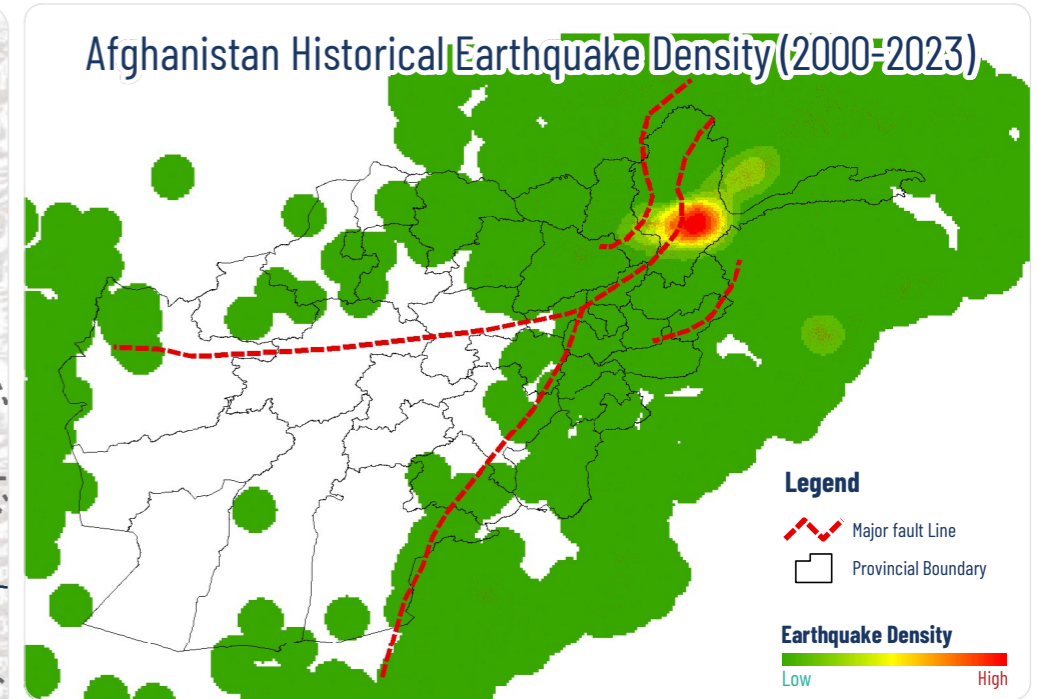 Afghanistan Historical Earthquake Density (2000-2023)
Legend
Major fault Line
Provincial Boundary
Earthquake Density
Low High